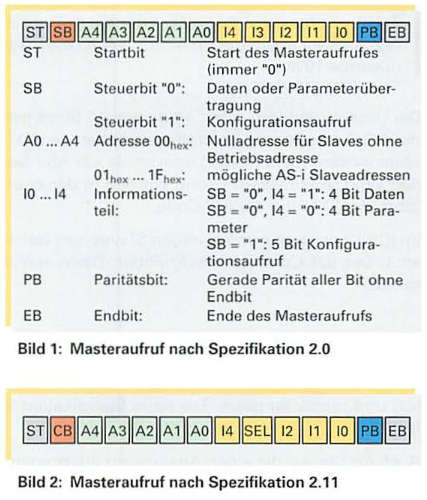 ST SB A4 A3 A2 A1 A0 I4 I3 I2 I1 I0 PB EB
ST Startbit Start des Masteraufrufes
(immer "0")
SB Steuerbit "0": Daten oder Parameterüber-
tragung
Steuerbit "1": Konfigurationsaufruf
A0 ... A4 Adresse 00hex: Nulladresse für Slaves ohne
Betriebsadresse
01hex ... 1Fhex: mögliche AS-i Slaveadressen
I0 ... I4 Informations- SB = "0", I4 = "1": 4 Bit Daten
teil: SB = "0", I4 = "0": 4 Bit Para-
meter
SB = "1": 5 Bit Konfigura-
tionsaufruf
PB Paritätsbit: Gerade Parität aller Bit ohne
Endbit
EB Endbit: Ende des Masteraufrufs
Bild 1: Masteraufruf nach Spezifikation 2.0
ST CB A4 A3 A2 A1 A0 I4 SEL I2 I1 I0 PB EB
Bild 2: Masteraufruf nach Spezifikation 2.11